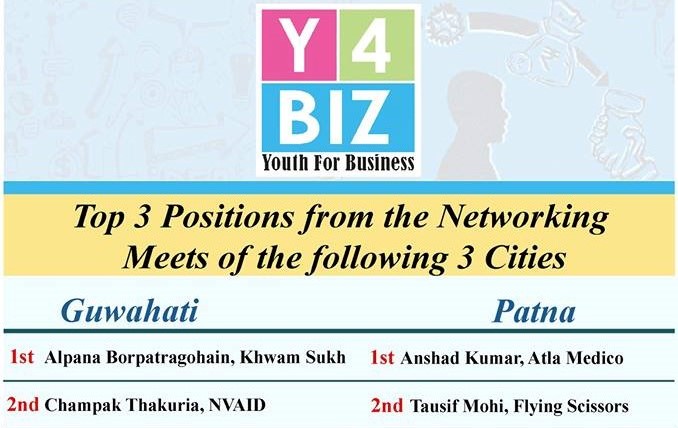 Y 4
BIZ
Youth For Business
Top 3 Positions from the Networking
Meets of the following 3 Cities
Guwahati
1st Alpana Borpatragohain, Khwam Sukh
2nd Champak Thakuria, NVAID
Patna
1st Anshad Kumar, Atla Medico
2nd Tausif Mohi, Flying Scissors